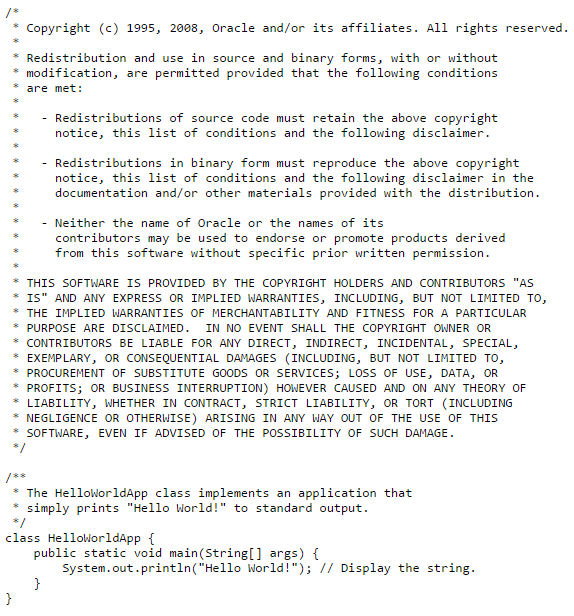 /*
 * Copyright (c) 1995, 2008, Oracle and/or its affiliates. All rights reserved.
 *
 * Redistribution and use in source and binary forms, with or without
 * modification, are permitted provided that the following conditions
 * are met:
 *
 *   - Redistributions of source code must retain the above copyright
 *     notice, this list of conditions and the following disclaimer.
 *
 *   - Redistributions in binary form must reproduce the above copyright
 *     notice, this list of conditions and the following disclaimer in the
 *     documentation and/or other materials provided with the distribution.
 *
 *   - Neither the name of Oracle or the names of its
 *     contributors may be used to endorse or promote products derived
 *     from this software without specific prior written permission.
 *
 * THIS SOFTWARE IS PROVIDED BY THE COPYRIGHT HOLDERS AND CONTRIBUTORS "AS
 * IS" AND ANY EXPRESS OR IMPLIED WARRANTIES, INCLUDING, BUT NOT LIMITED TO,
 * THE IMPLIED WARRANTIES OF MERCHANTABILITY AND FITNESS FOR A PARTICULAR
 * PURPOSE ARE DISCLAIMED.  IN NO EVENT SHALL THE COPYRIGHT OWNER OR
 * CONTRIBUTORS BE LIABLE FOR ANY DIRECT, INDIRECT, INCIDENTAL, SPECIAL,
 * EXEMPLARY, OR CONSEQUENTIAL DAMAGES (INCLUDING, BUT NOT LIMITED TO,
 * PROCUREMENT OF SUBSTITUTE GOODS OR SERVICES; LOSS OF USE, DATA, OR
 * PROFITS; OR BUSINESS INTERRUPTION) HOWEVER CAUSED AND ON ANY THEORY OF
 * LIABILITY, WHETHER IN CONTRACT, STRICT LIABILITY, OR TORT (INCLUDING
 * NEGLIGENCE OR OTHERWISE) ARISING IN ANY WAY OUT OF THE USE OF THIS
 * SOFTWARE, EVEN IF ADVISED OF THE POSSIBILITY OF SUCH DAMAGE.
 */

/**
 * The HelloWorldApp class implements an application that
 * simply prints "Hello World!" to standard output.
 */
class HelloWorldApp {
    public static void main(String[] args) {
        System.out.println("Hello World!"); // Display the string.
    }
}